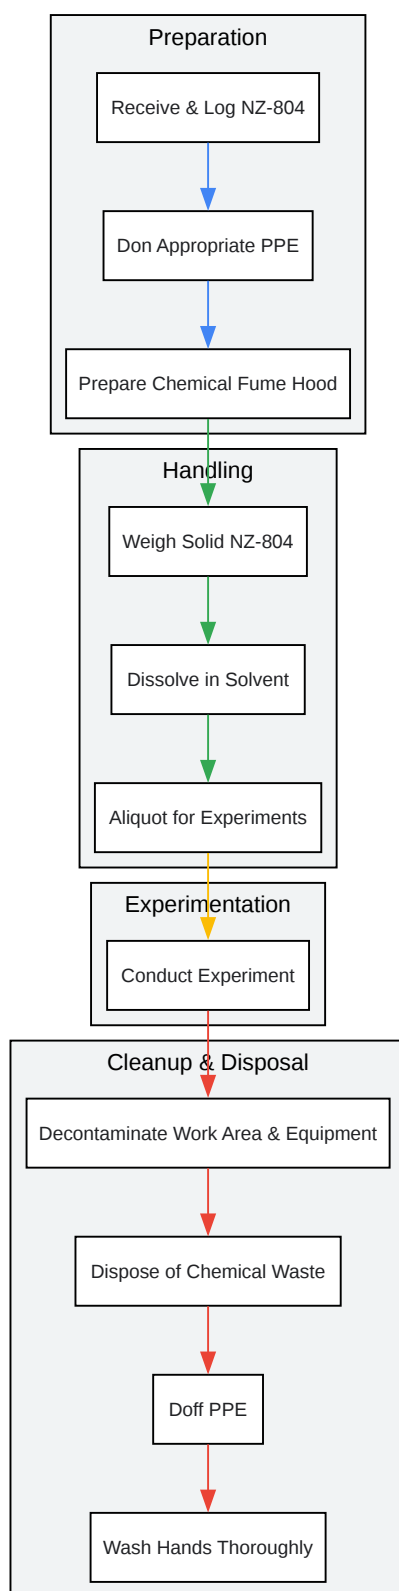 Preparation
Receive & Log NZ-804
Don Appropriate PPE
Prepare Chemical Fume Hood
Handling
Weigh Solid NZ-804
Dissolve in Solvent
Aliquot for Experiments
Experimentation
Conduct Experiment
Cleanup & Disposal
Decontaminate Work Area & Equipment
Dispose of Chemical Waste
Doff PPE
Wash Hands Thoroughly